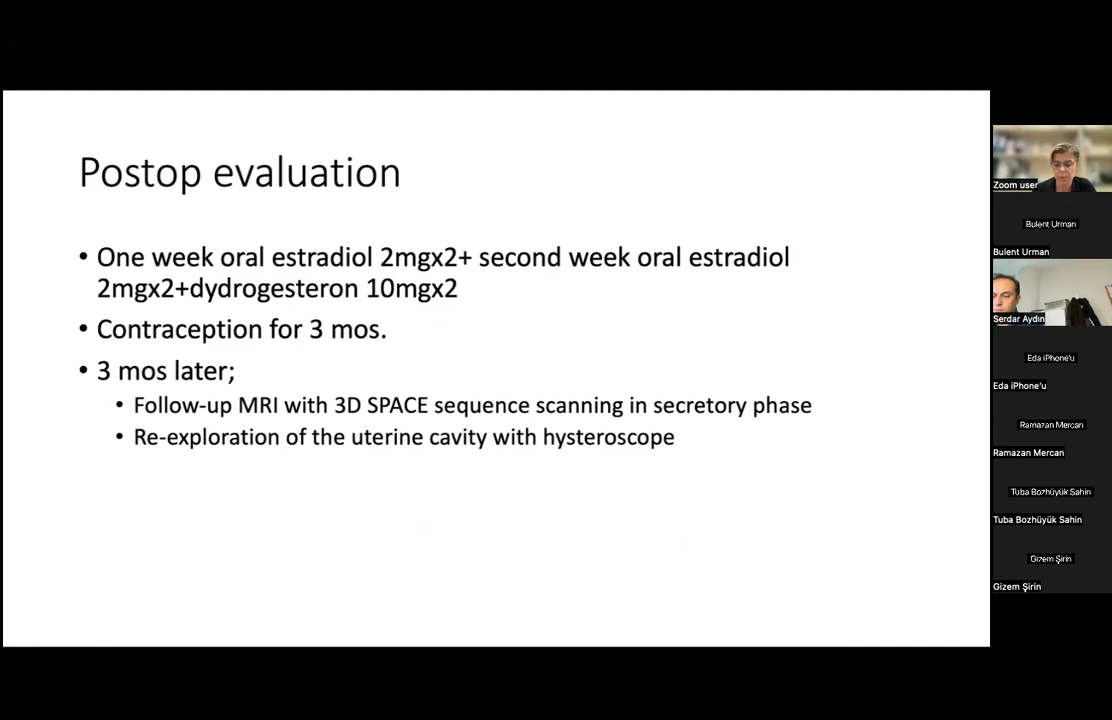 Postop evaluation
• One week oral estradiol 2mgx2+ second week oral estradiol
2mgx2+dydrogesteron 10mgx2
• Contraception for 3 mos.
• 3 mos later;
• Follow-up MRI with 3D SPACE sequence scanning in secretory phase
• Re-exploration of the uterine cavity with hysteroscope
Zoom user
Bulent Urman
Bulent Urman
Serdar Aydın
Eda iPhone'u
Eda iPhone'u
Ramazan Mercan
Ramazan Mercan
Tuba Bozhüyük Sahin
Tuba Bozhüyük Sahin
Gizem Şirin
Gizem Şirin